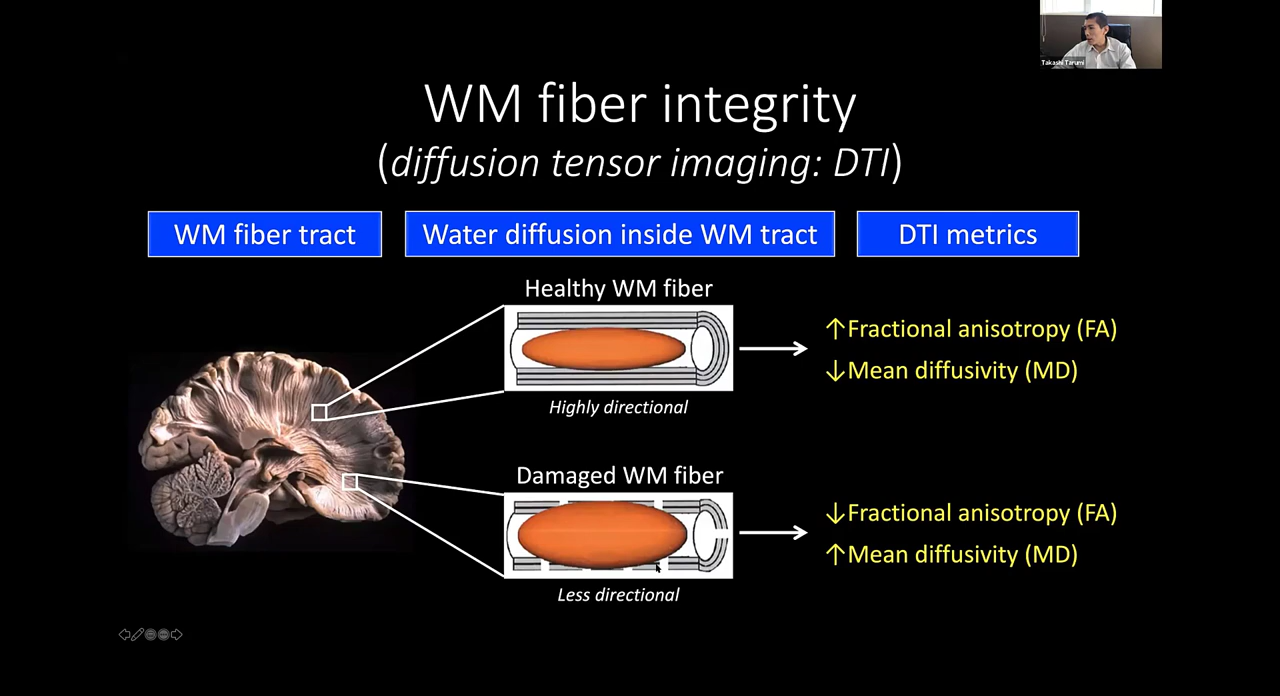 Takashi Tarumi
WM fiber integrity
(diffusion tensor imaging: DTI)
WM fiber tract
Water diffusion inside WM tract
DTI metrics
Healthy WM fiber
Highly directional
↑Fractional anisotropy (FA)
↓Mean diffusivity (MD)
Damaged WM fiber
Less directional
↓Fractional anisotropy (FA)
↑Mean diffusivity (MD)